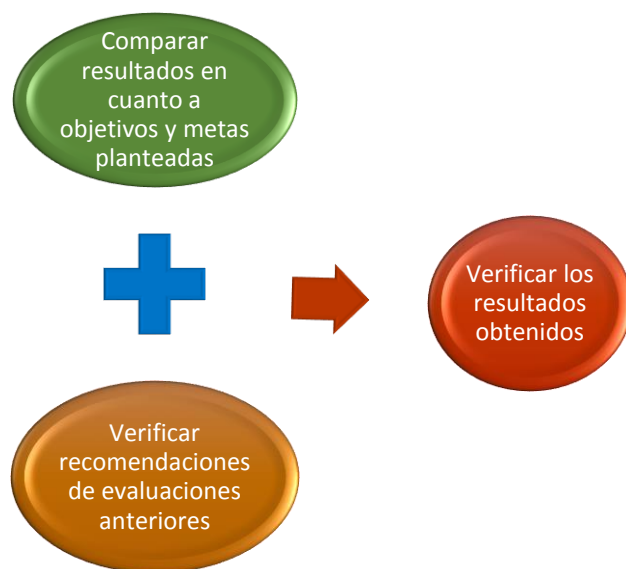 Comparar
resultados en
cuanto a
objetivos y metas
planteadas
Verificar los
resultados
obtenidos
Verificar
recomendaciones
de evaluaciones
anteriores